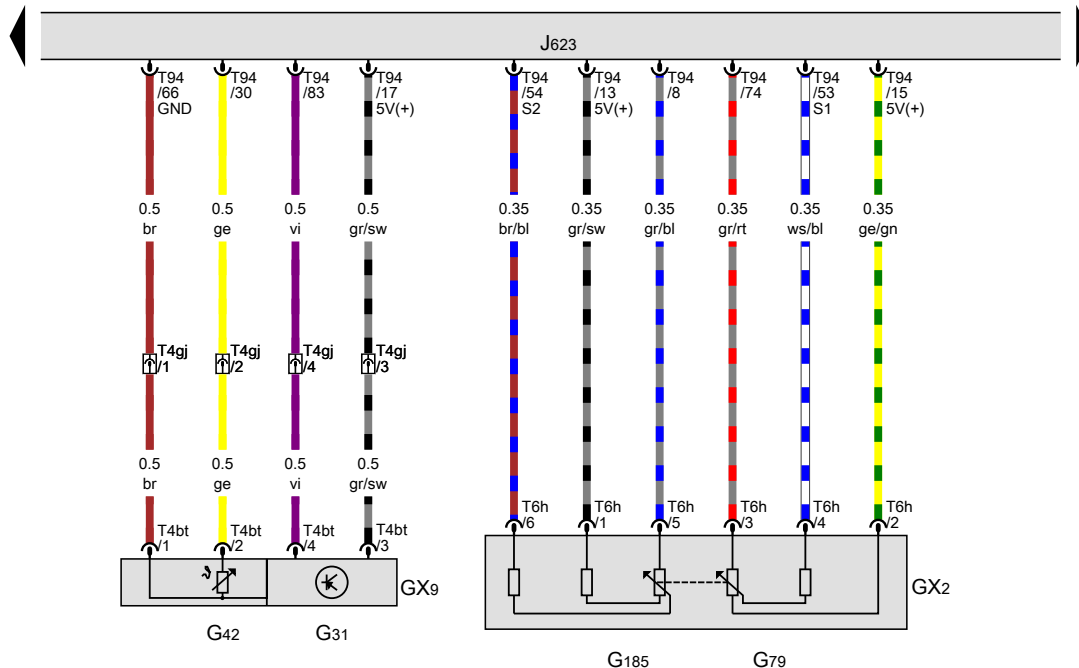 J623
T94 T94 T94 T94 T94 T94 T94 T94 T94 T94
/66 /30 /83 /17 /54 /13 /8 /74 /53 /15
GND 5V(+) S2 5V(+) S1 5V(+)
0.5 0.5 0.5 0.5 0.35 0.35 0.35 0.35 0.35 0.35
br ge vi gr/sw br/bl gr/sw gr/bl gr/rt ws/bl ge/gn
T4gj T4gj T4gj T4gj
/1 /2 /4 /3
0.5 0.5 0.5 0.5
br ge vi gr/sw
T6h T6h T6h T6h T6h T6h
/6 /1 /5 /3 /4 /2
T4bt T4bt T4bt T4bt
/1 /2 /4 /3
GX9 GX2
G42 G31
G185 G79